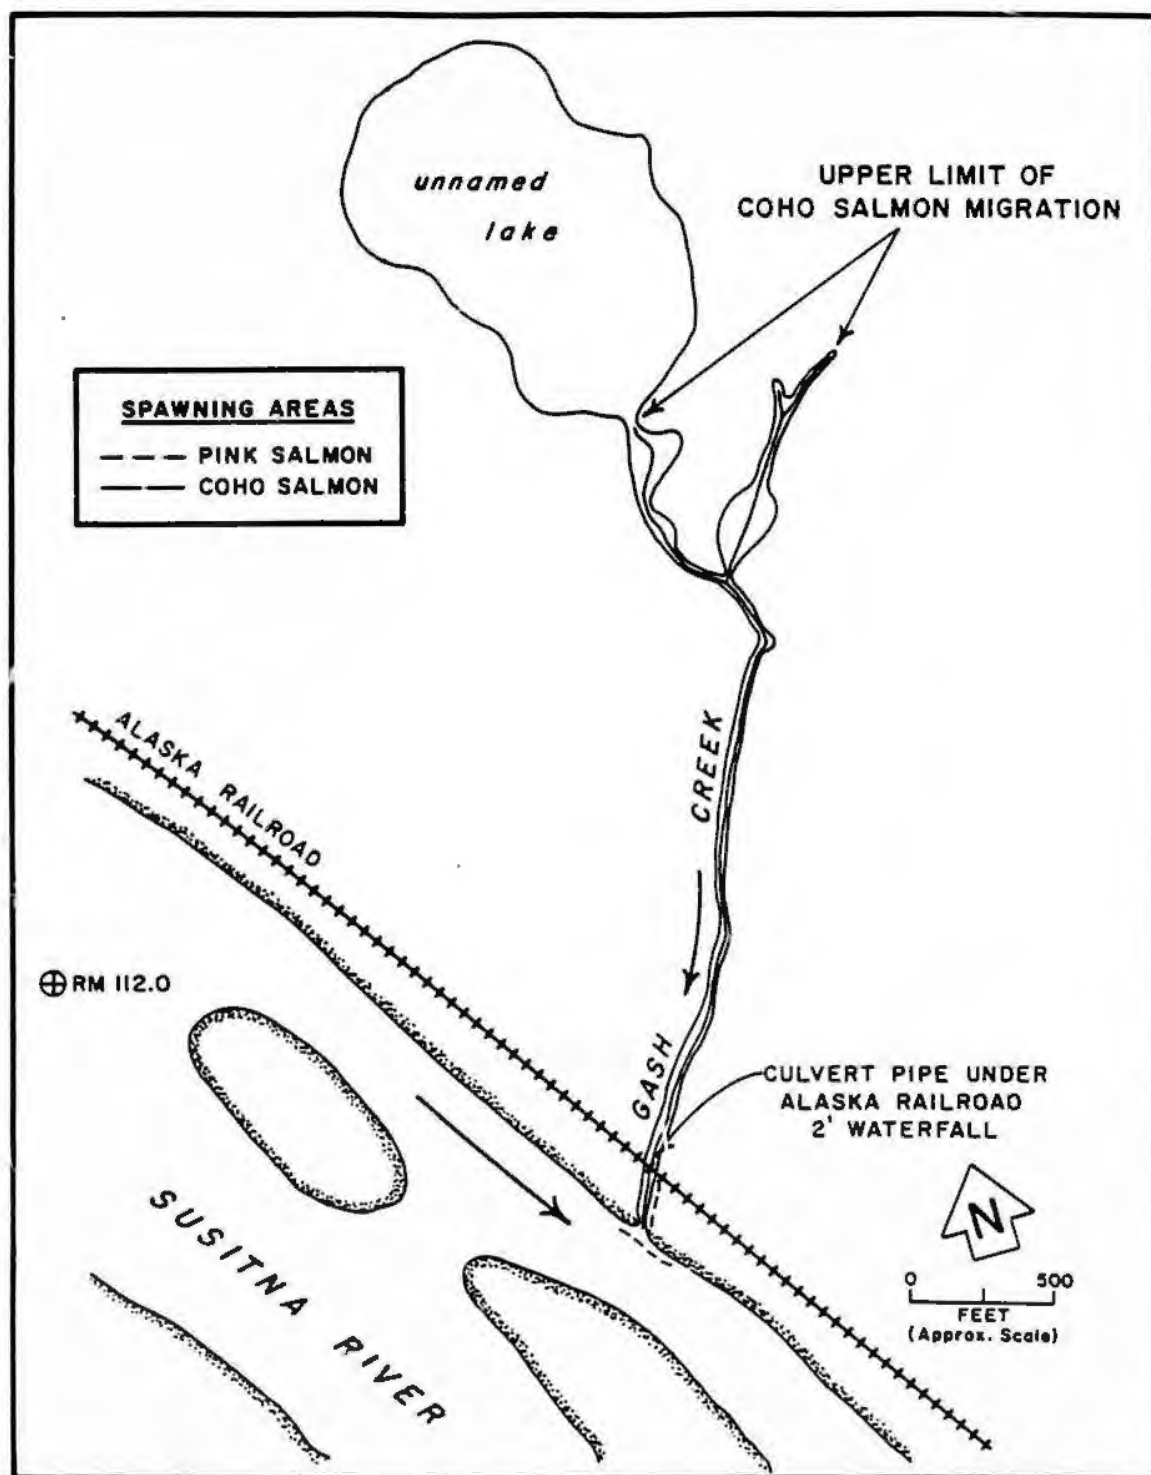 unnamed
lake
UPPER LIMIT OF
COHO SALMON MIGRATION
SPAWNING AREAS
PINK SALMON
COHO SALMON
ALASKA RAILROAD
GASH CREEK
RM 112.0
CULVERT PIPE UNDER
ALASKA RAILROAD
2' WATERFALL
SUSITNA RIVER
N
0 500
FEET
(Approx. Scale)